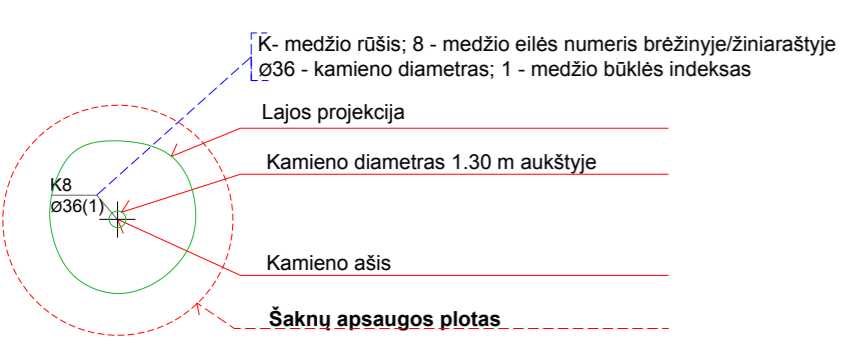 K- medžio rūšis; 8 - medžio eilės numeris brėžinyje/žiniaraštyje
Ø36 - kamieno diametras; 1 - medžio būklės indeksas
Lajos projekcija
Kamieno diametras 1.30 m aukštyje
K8
Ø36(1)
Kamieno ašis
Šaknų apsaugos plotas